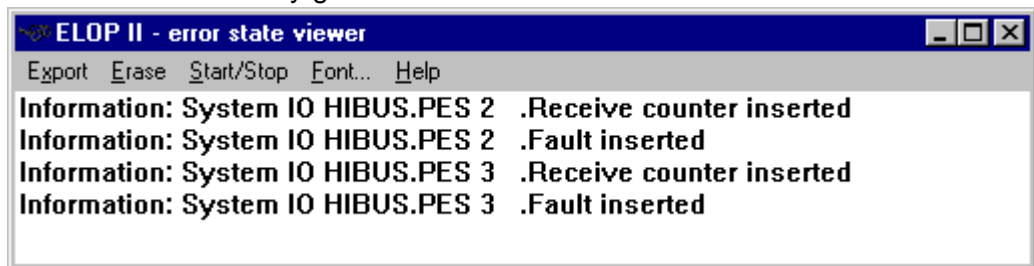 ELOP II - error state viewer
Export Erase Start/Stop Font... Help
Information: System IO HIBUS.PES 2 .Receive counter inserted
Information: System IO HIBUS.PES 2 .Fault inserted
Information: System IO HIBUS.PES 3 .Receive counter inserted
Information: System IO HIBUS.PES 3 .Fault inserted